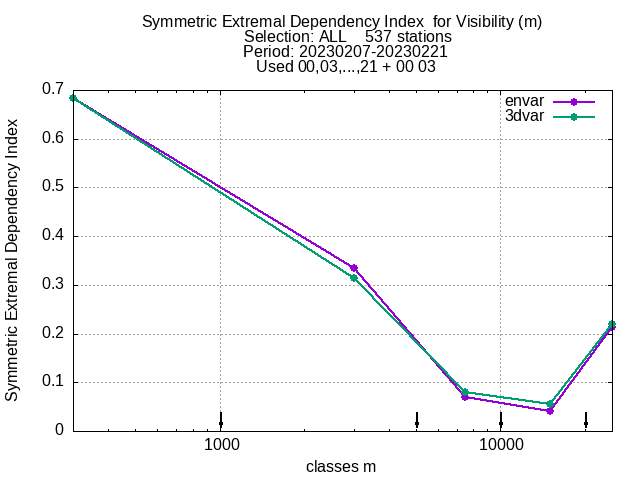 Symmetric Extremal Dependency Index  for Visibility (m)
Selection: ALL    537 stations
Period: 20230207-20230221
Used 00,03,...,21 + 00 03
envar
3dvar
Symmetric Extremal Dependency Index
0.7
0.6
0.5
0.4
0.3
0.2
0.1
0
1000
10000
classes m